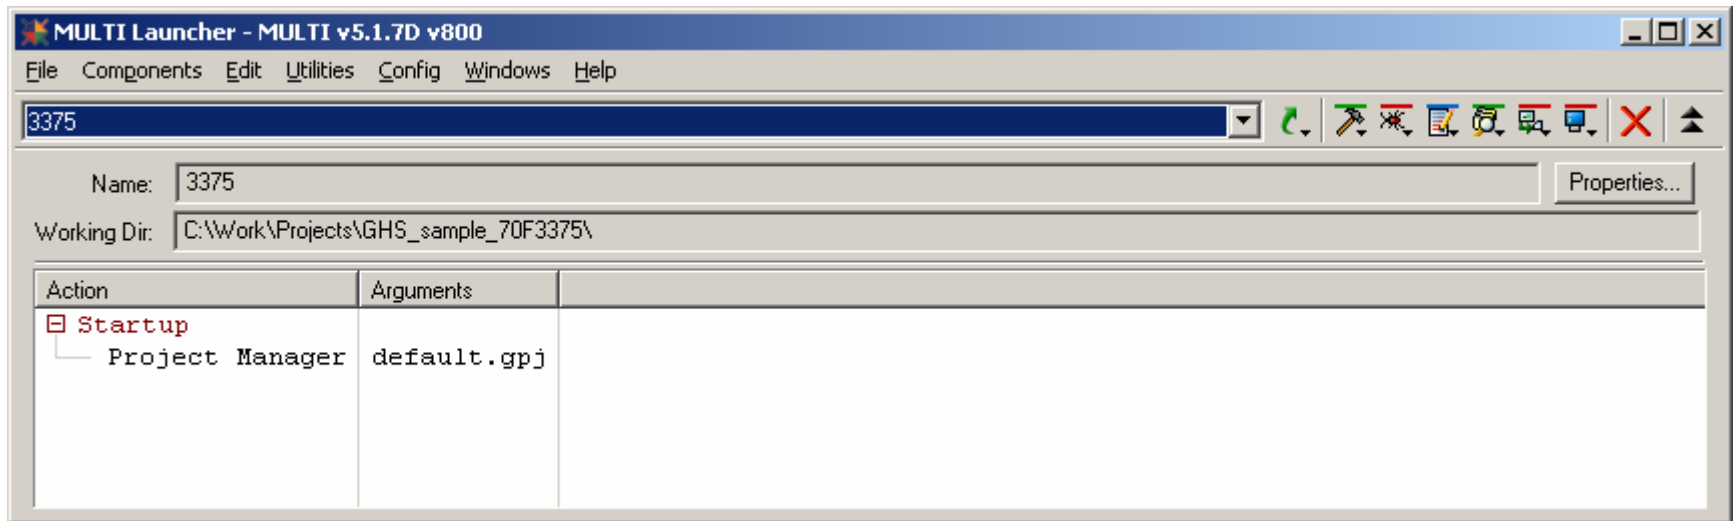 MULTI Launcher - MULTI v5.1.7D v800
File Components Edit Utilities Config Windows Help
3375
Name: 3375 Properties...
Working Dir: C:\Work\Projects\GHS_sample_70F3375\
Action Arguments
Startup
Project Manager default.gpj